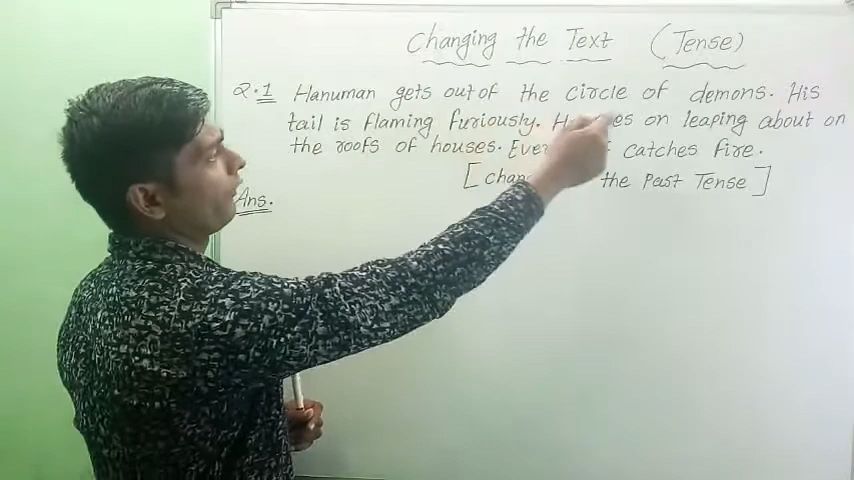 Changing the Text (Tense)
Q.1 Hanuman gets out of the circle of demons. His
tail is flaming furiously. on leaping about on
the roofs of houses. catches fire.
[ the Past Tense ]
Ans.